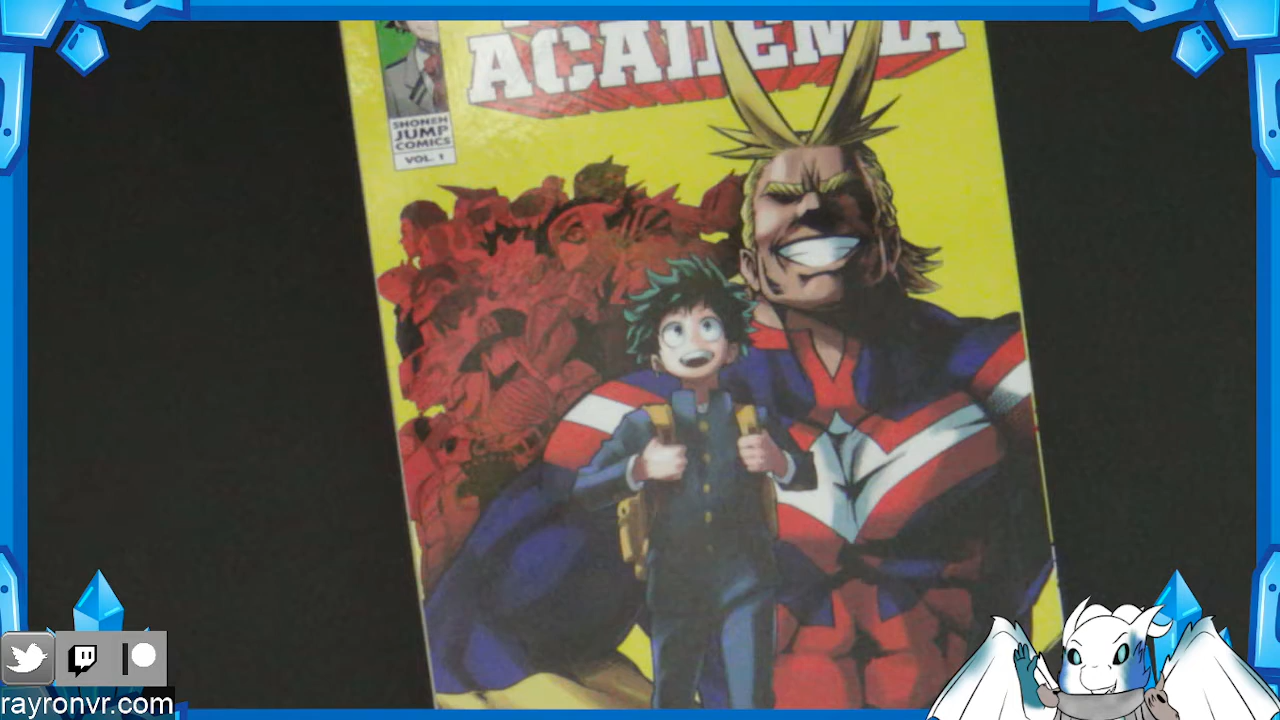 ACADEMIA
SHONEN
JUMP
COMICS
VOL. 1
rayronvr.com